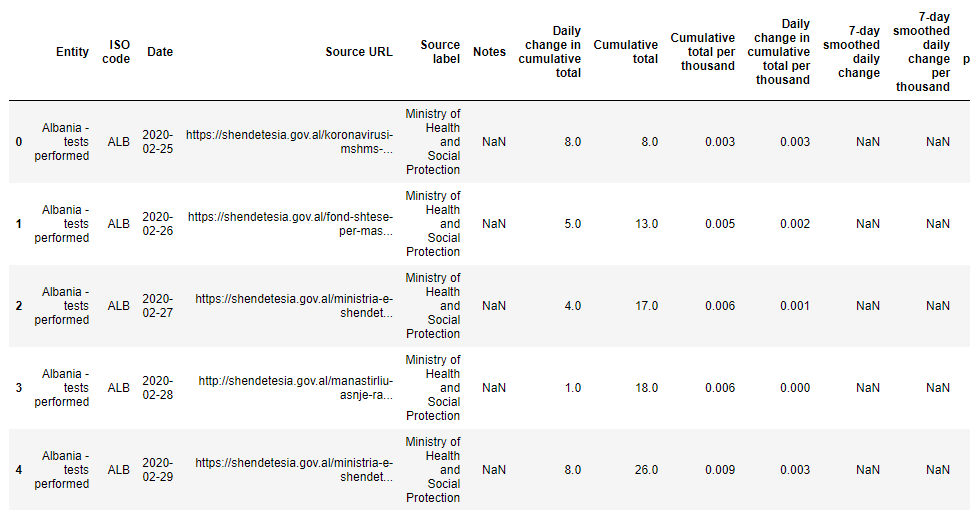 Entity ISO code Date Source URL Source label Notes Daily change in cumulative total Cumulative total Cumulative total per thousand Daily change in cumulative total per thousand 7-day smoothed daily change 7-day smoothed daily change per thousand p
0 Albania - tests performed ALB 2020-02-25 https://shendetesia.gov.al/koronavirusi-mshms-... Ministry of Health and Social Protection NaN 8.0 8.0 0.003 0.003 NaN NaN
1 Albania - tests performed ALB 2020-02-26 https://shendetesia.gov.al/fond-shtese-per-mas... Ministry of Health and Social Protection NaN 5.0 13.0 0.005 0.002 NaN NaN
2 Albania - tests performed ALB 2020-02-27 https://shendetesia.gov.al/ministria-e-shendet... Ministry of Health and Social Protection NaN 4.0 17.0 0.006 0.001 NaN NaN
3 Albania - tests performed ALB 2020-02-28 http://shendetesia.gov.al/manastirliu-asnje-ra... Ministry of Health and Social Protection NaN 1.0 18.0 0.006 0.000 NaN NaN
4 Albania - tests performed ALB 2020-02-29 https://shendetesia.gov.al/ministria-e-shendet... Ministry of Health and Social Protection NaN 8.0 26.0 0.009 0.003 NaN NaN